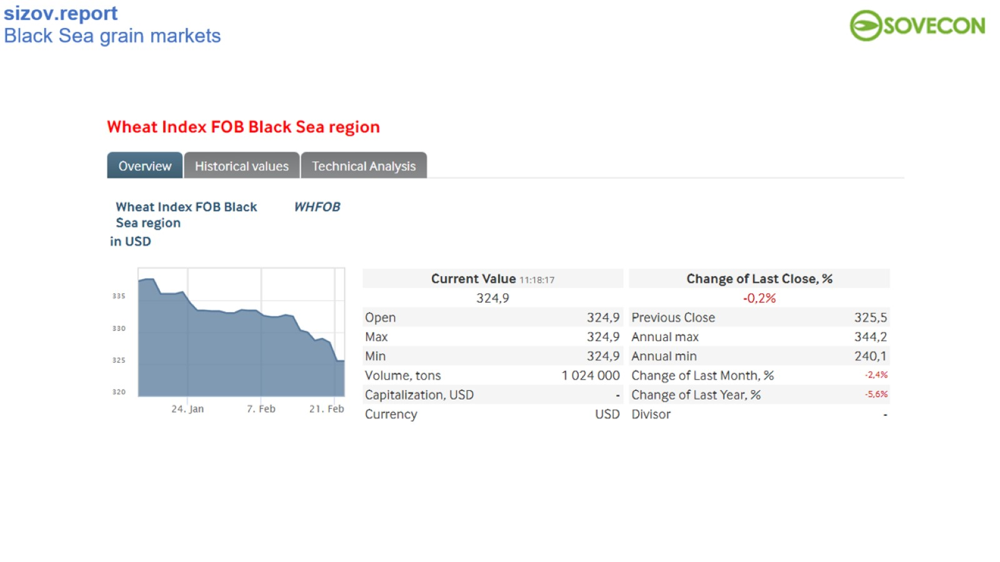 sizov.report
Black Sea grain markets
SOVECON
Wheat Index FOB Black Sea region
Overview Historical values Technical Analysis
Wheat Index FOB Black WHFOB
Sea region
in USD
335
330
325
320
24. Jan 7. Feb 21. Feb
Current Value 11:18:17 Change of Last Close, %
324,9 -0,2%
Open 324,9 Previous Close 325,5
Max 324,9 Annual max 344,2
Min 324,9 Annual min 240,1
Volume, tons 1 024 000 Change of Last Month, % -2,4%
Capitalization, USD - Change of Last Year, % -5,6%
Currency USD Divisor -